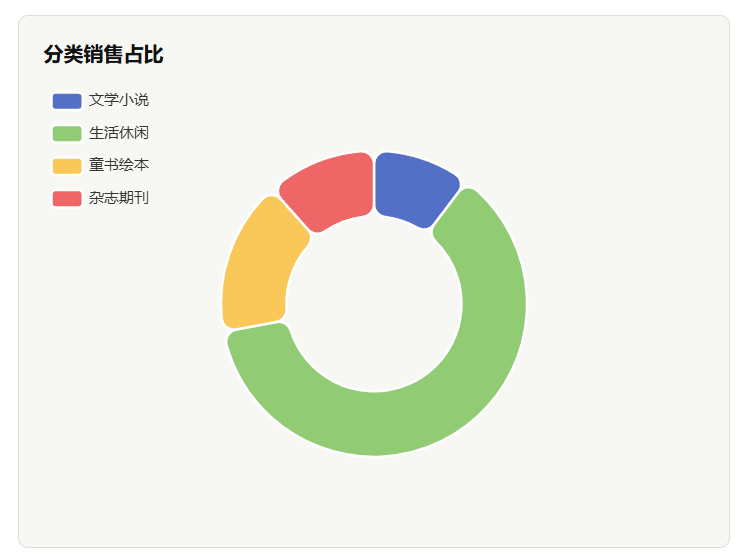 分类销售占比
文学小说
生活休闲
童书绘本
杂志期刊